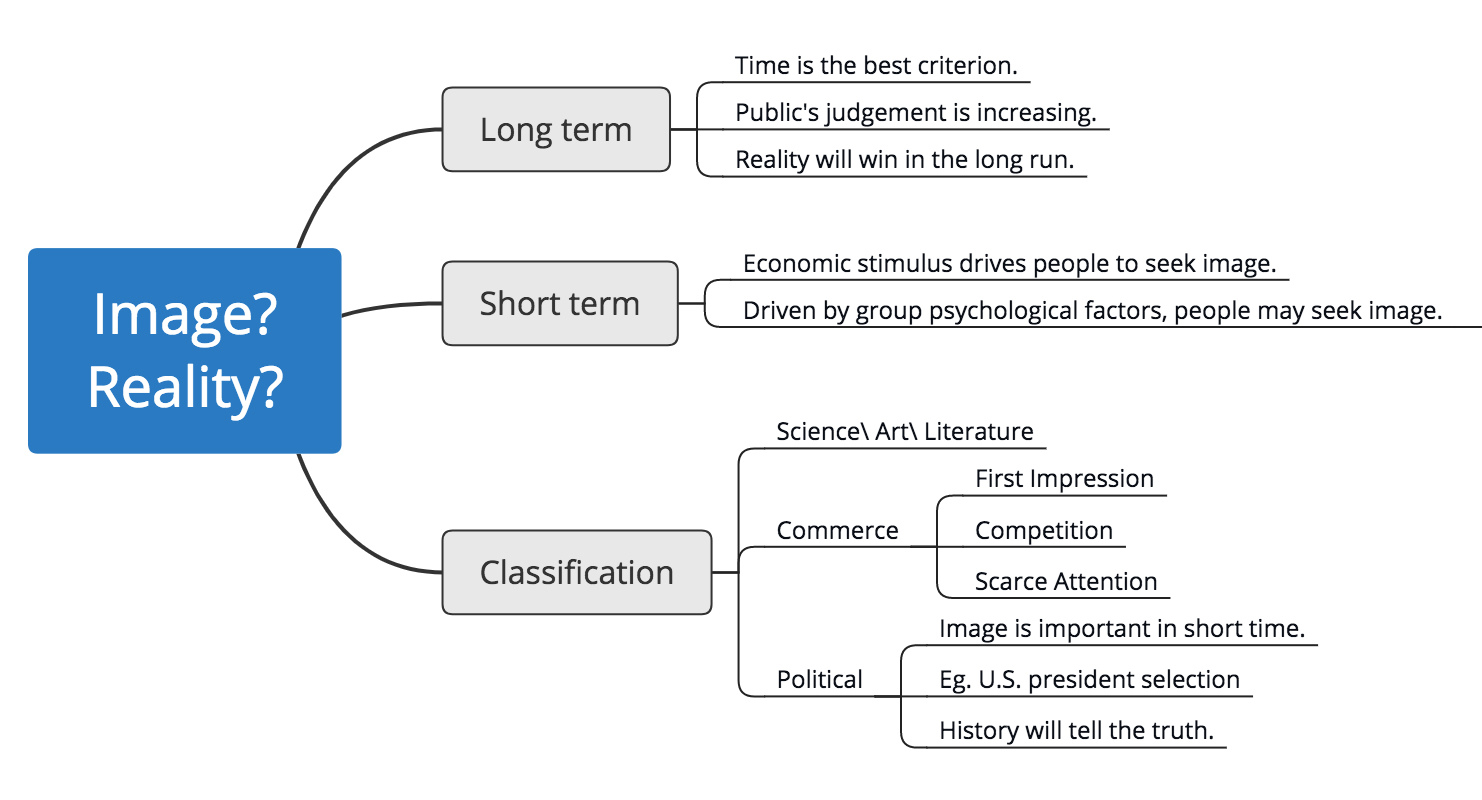 Image?
Reality?
Long term
Time is the best criterion.
Public's judgement is increasing.
Reality will win in the long run.
Short term
Economic stimulus drives people to seek image.
Driven by group psychological factors, people may seek image.
Classification
Science\ Art\ Literature
Commerce
First Impression
Competition
Scarce Attention
Political
Image is important in short time.
Eg. U.S. president selection
History will tell the truth.